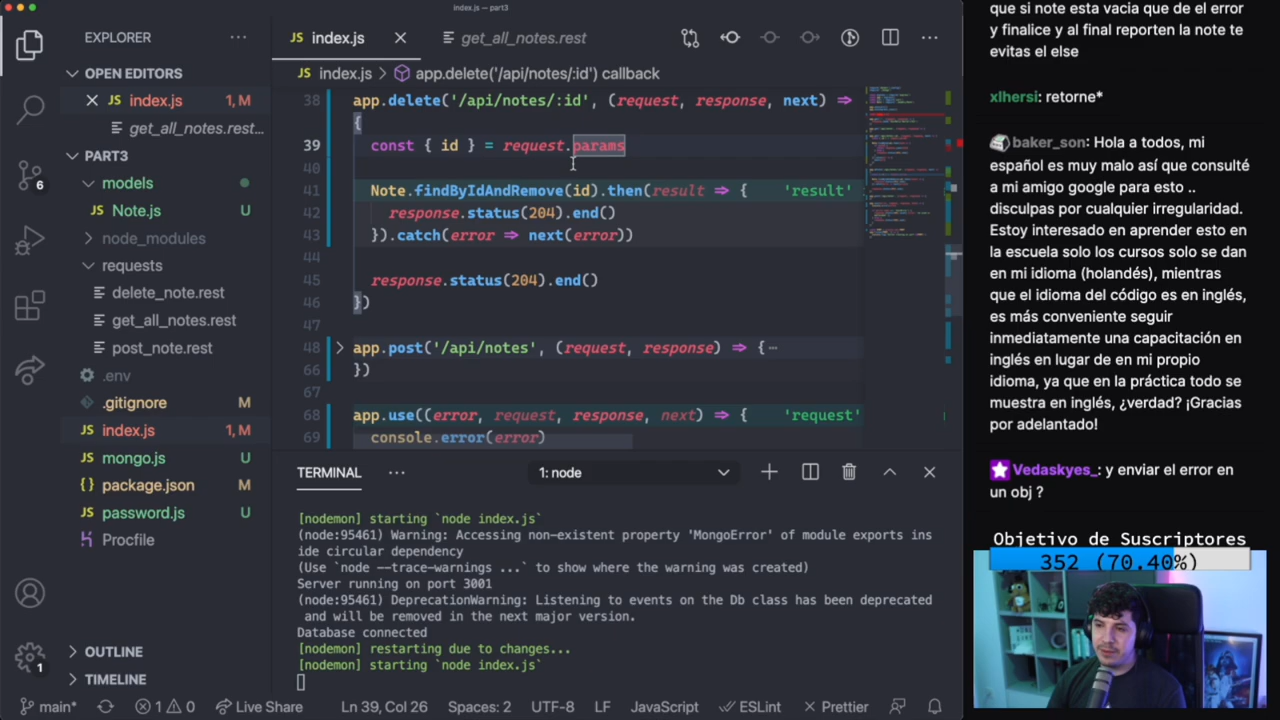 index.js — part3
EXPLORER
OPEN EDITORS
index.js 1, M
get_all_notes.rest...
PART3
models
Note.js U
node_modules
requests
delete_note.rest
get_all_notes.rest
post_note.rest
.env
.gitignore M
index.js 1, M
mongo.js U
package.json M
password.js U
Procfile
OUTLINE
TIMELINE
6
1
index.js
get_all_notes.rest
index.js > app.delete('/api/notes/:id') callback
38 app.delete('/api/notes/:id', (request, response, next) =>
39 const { id } = request.params
40
41 Note.findByIdAndRemove(id).then(result => { 'result'
42 response.status(204).end()
43 }).catch(error => next(error))
44
45 response.status(204).end()
46 })
47
48 app.post('/api/notes', (request, response) => {…
66 })
67
68 app.use((error, request, response, next) => { 'request'
69 console.error(error)
TERMINAL
1: node
[nodemon] starting `node index.js`
(node:95461) Warning: Accessing non-existent property 'MongoError' of module exports ins
ide circular dependency
(Use `node --trace-warnings ...` to show where the warning was created)
Server running on port 3001
(node:95461) DeprecationWarning: Listening to events on the Db class has been deprecated
and will be removed in the next major version.
Database connected
[nodemon] restarting due to changes...
[nodemon] starting `node index.js`
main* 1 0 Live Share Ln 39, Col 26 Spaces: 2 UTF-8 LF JavaScript ESLint Prettier
que si note esta vacia que de el error
y finalice y al final reporten la note te
evitas el else
xlhersi: retorne*
baker_son: Hola a todos, mi
español es muy malo así que consulté
a mi amigo google para esto ..
disculpas por cualquier irregularidad.
Estoy interesado en aprender esto en
la escuela solo los cursos solo se dan
en mi idioma (holandés), mientras
que el idioma del código es en inglés,
es más conveniente seguir
inmediatamente una capacitación en
inglés en lugar de en mi propio
idioma, ya que en la práctica todo se
muestra en inglés, ¿verdad? ¡Gracias
por adelantado!
Vedaskyes_: y enviar el error en
un obj ?
Objetivo de Suscriptores
352 (70.40%)